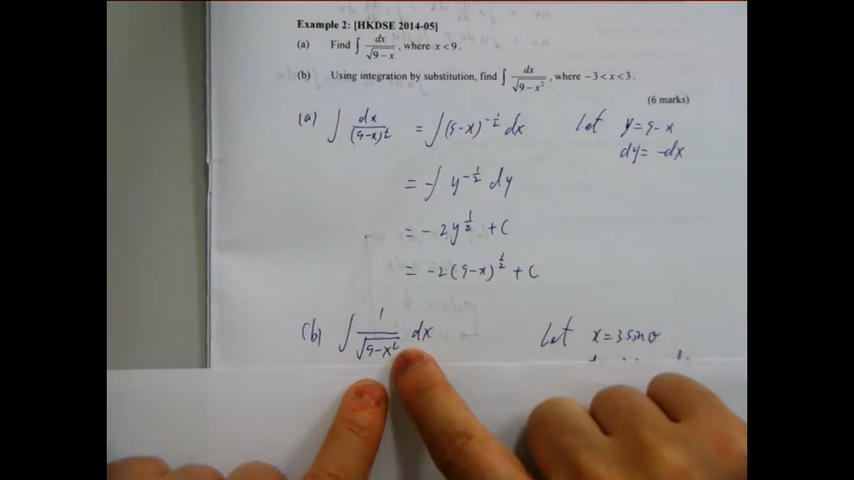 Example 2: [HKDSE 2014-05]
(a) Find ∫ dx/√(9−x), where x < 9.
(b) Using integration by substitution, find ∫ dx/√(9−x²), where −3 < x < 3.
(6 marks)
(a) ∫ dx/(9-x)^½ = ∫(9-x)^-½ dx Let y = 9-x
dy = -dx
= -∫ y^-½ dy
= -2y^½ + C
= -2(9-x)^½ + C
(b) ∫ 1/√(9-x²) dx Let x = 3 sin θ